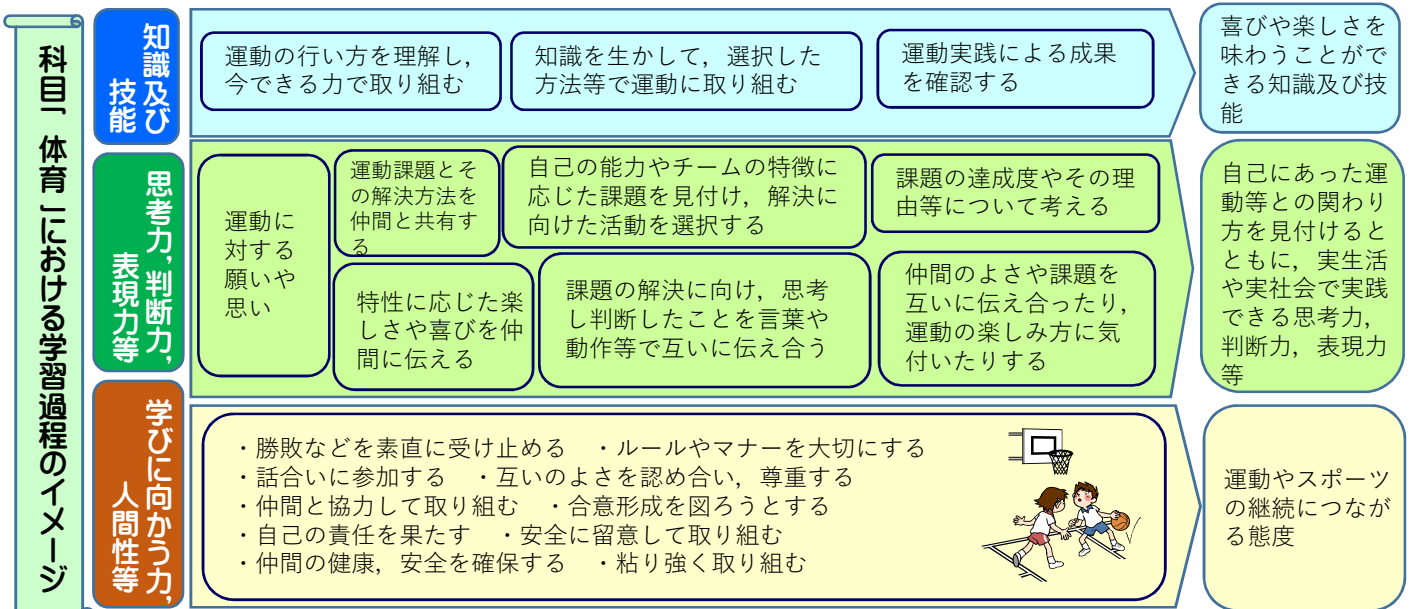 科目「体育」における学習過程のイメージ
知識及び
技能
運動の行い方を理解し，
今できる力で取り組む
知識を生かして，選択した
方法等で運動に取り組む
運動実践による成果
を確認する
喜びや楽しさを
味わうことがで
きる知識及び技
能
思考力，判断力，
表現力等
運動に
対する
願いや
思い
運動課題とそ
の解決方法を
仲間と共有す
る
特性に応じた楽
しさや喜びを仲
間に伝える
自己の能力やチームの特徴に
応じた課題を見付け，解決に
向けた活動を選択する
課題の解決に向け，思考
し判断したことを言葉や
動作等で互いに伝え合う
課題の達成度やその理
由等について考える
仲間のよさや課題を
互いに伝え合ったり，
運動の楽しみ方に気
付いたりする
自己にあった運
動等との関わり
方を見付けると
ともに，実生活
や実社会で実践
できる思考力，
判断力，表現力
等
学びに向かう力，
人間性等
・勝敗などを素直に受け止める　・ルールやマナーを大切にする
・話合いに参加する　・互いのよさを認め合い，尊重する
・仲間と協力して取り組む　・合意形成を図ろうとする
・自己の責任を果たす　・安全に留意して取り組む
・仲間の健康，安全を確保する　・粘り強く取り組む
運動やスポーツ
の継続につなが
る態度